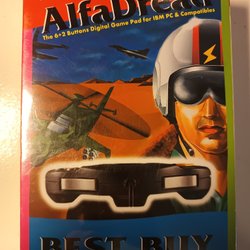 AlfaDread
The 6+2 Buttons Digital Game Pad for IBM PC & Compatibles
BEST BUY